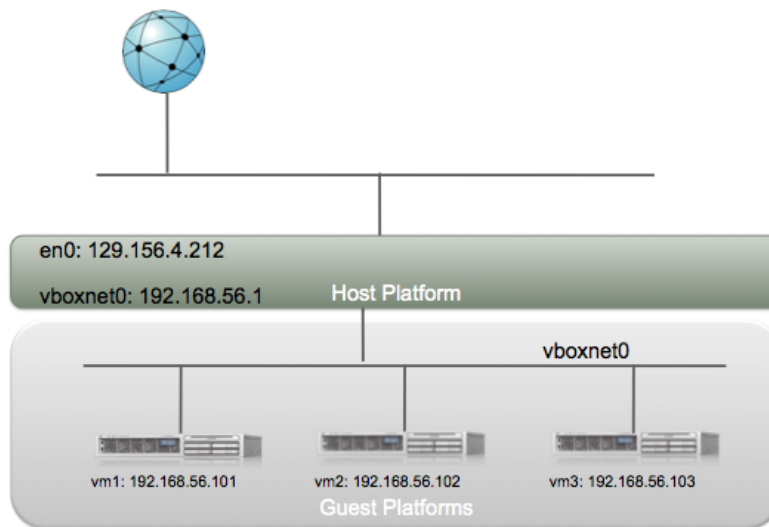 en0: 129.156.4.212
vboxnet0: 192.168.56.1
Host Platform
vboxnet0
vm1: 192.168.56.101
vm2: 192.168.56.102
vm3: 192.168.56.103
Guest Platforms